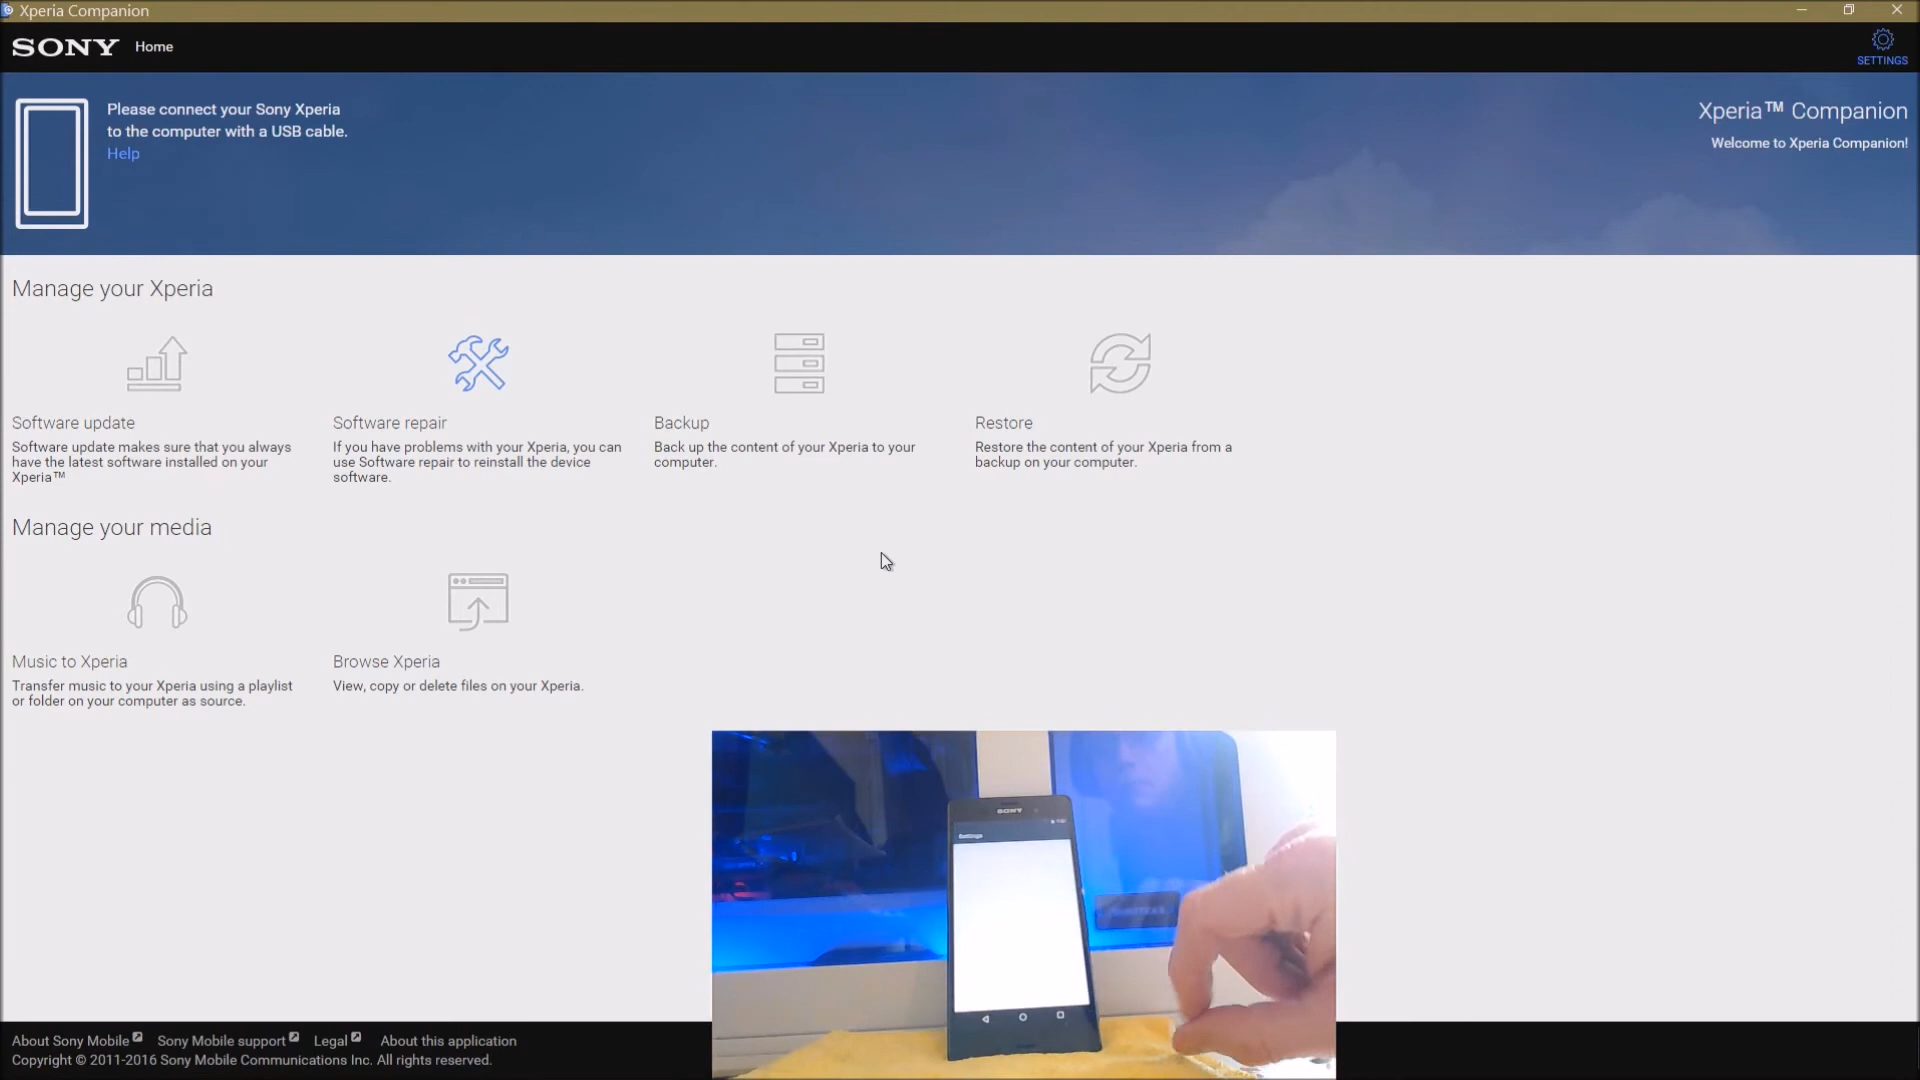 Xperia Companion
SONY
Home
SETTINGS
Please connect your Sony Xperia
to the computer with a USB cable.
Help
Xperia™ Companion
Welcome to Xperia Companion!
Manage your Xperia
Software update
Software update makes sure that you always
have the latest software installed on your
Xperia™
Software repair
If you have problems with your Xperia, you can
use Software repair to reinstall the device
software.
Backup
Back up the content of your Xperia to your
computer.
Restore
Restore the content of your Xperia from a
backup on your computer.
Manage your media
Music to Xperia
Transfer music to your Xperia using a playlist
or folder on your computer as source.
Browse Xperia
View, copy or delete files on your Xperia.
SONY
Settings
About Sony Mobile
Sony Mobile support
Legal
About this application
Copyright © 2011-2016 Sony Mobile Communications Inc. All rights reserved.